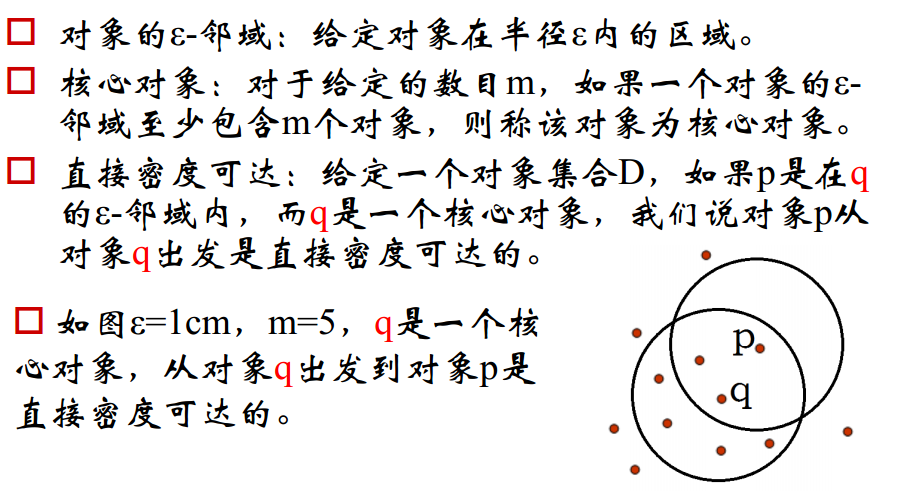 对象的ε-邻域：给定对象在半径ε内的区域。
核心对象：对于给定的数目m，如果一个对象的ε-
邻域至少包含m个对象，则称该对象为核心对象。
直接密度可达：给定一个对象集合D，如果p是在q
的ε-邻域内，而q是一个核心对象，我们说对象p从
对象q出发是直接密度可达的。
如图ε=1cm，m=5，q是一个核
心对象，从对象q出发到对象p是
直接密度可达的。
p
q